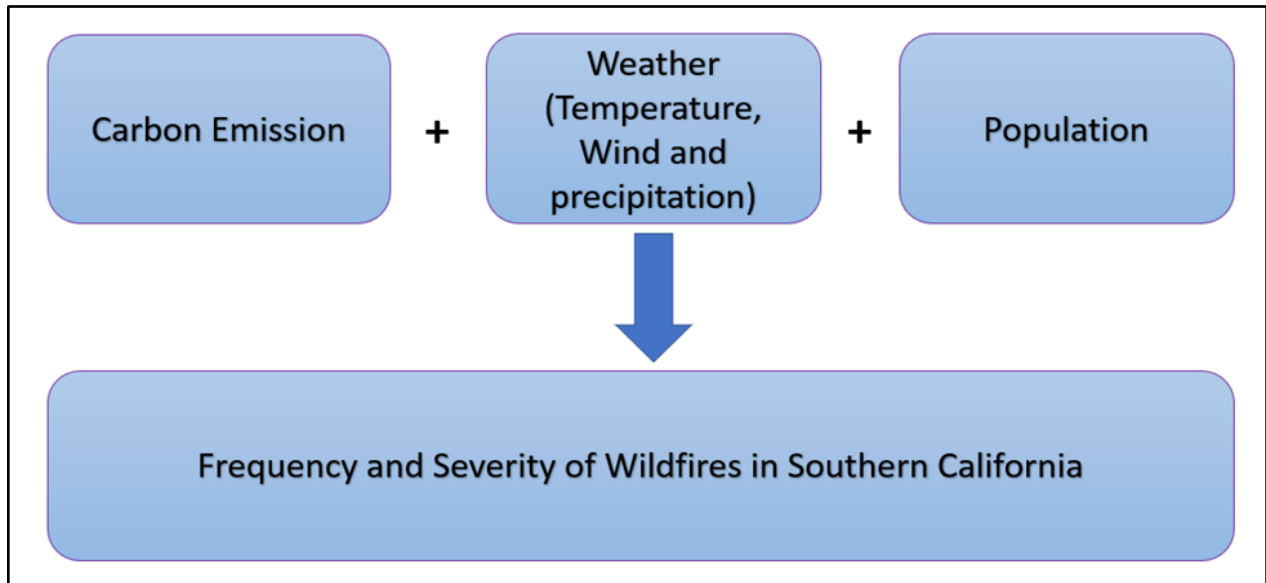 Carbon Emission
+
Weather
(Temperature,
Wind and
precipitation)
+
Population
Frequency and Severity of Wildfires in Southern California